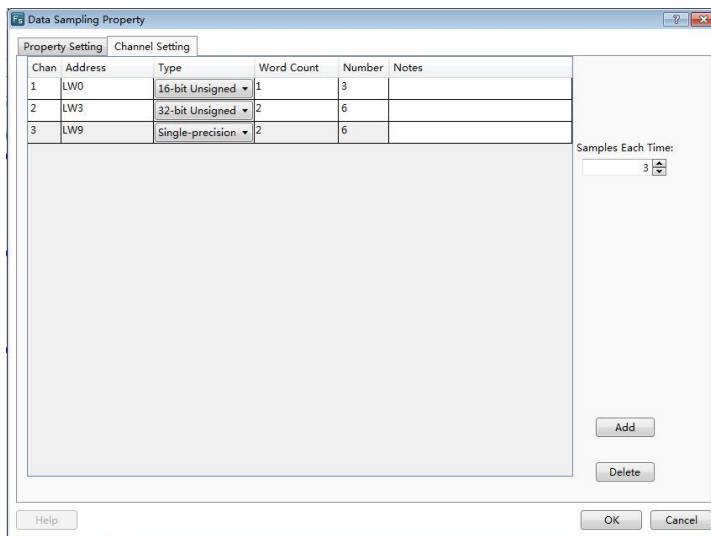 Fs Data Sampling Property
Property Setting Channel Setting
Chan Address Type Word Count Number Notes
1 LW0 16-bit Unsigned 1 3
2 LW3 32-bit Unsigned 2 6
3 LW9 Single-precision 2 6
Samples Each Time:
3
Add
Delete
Help OK Cancel